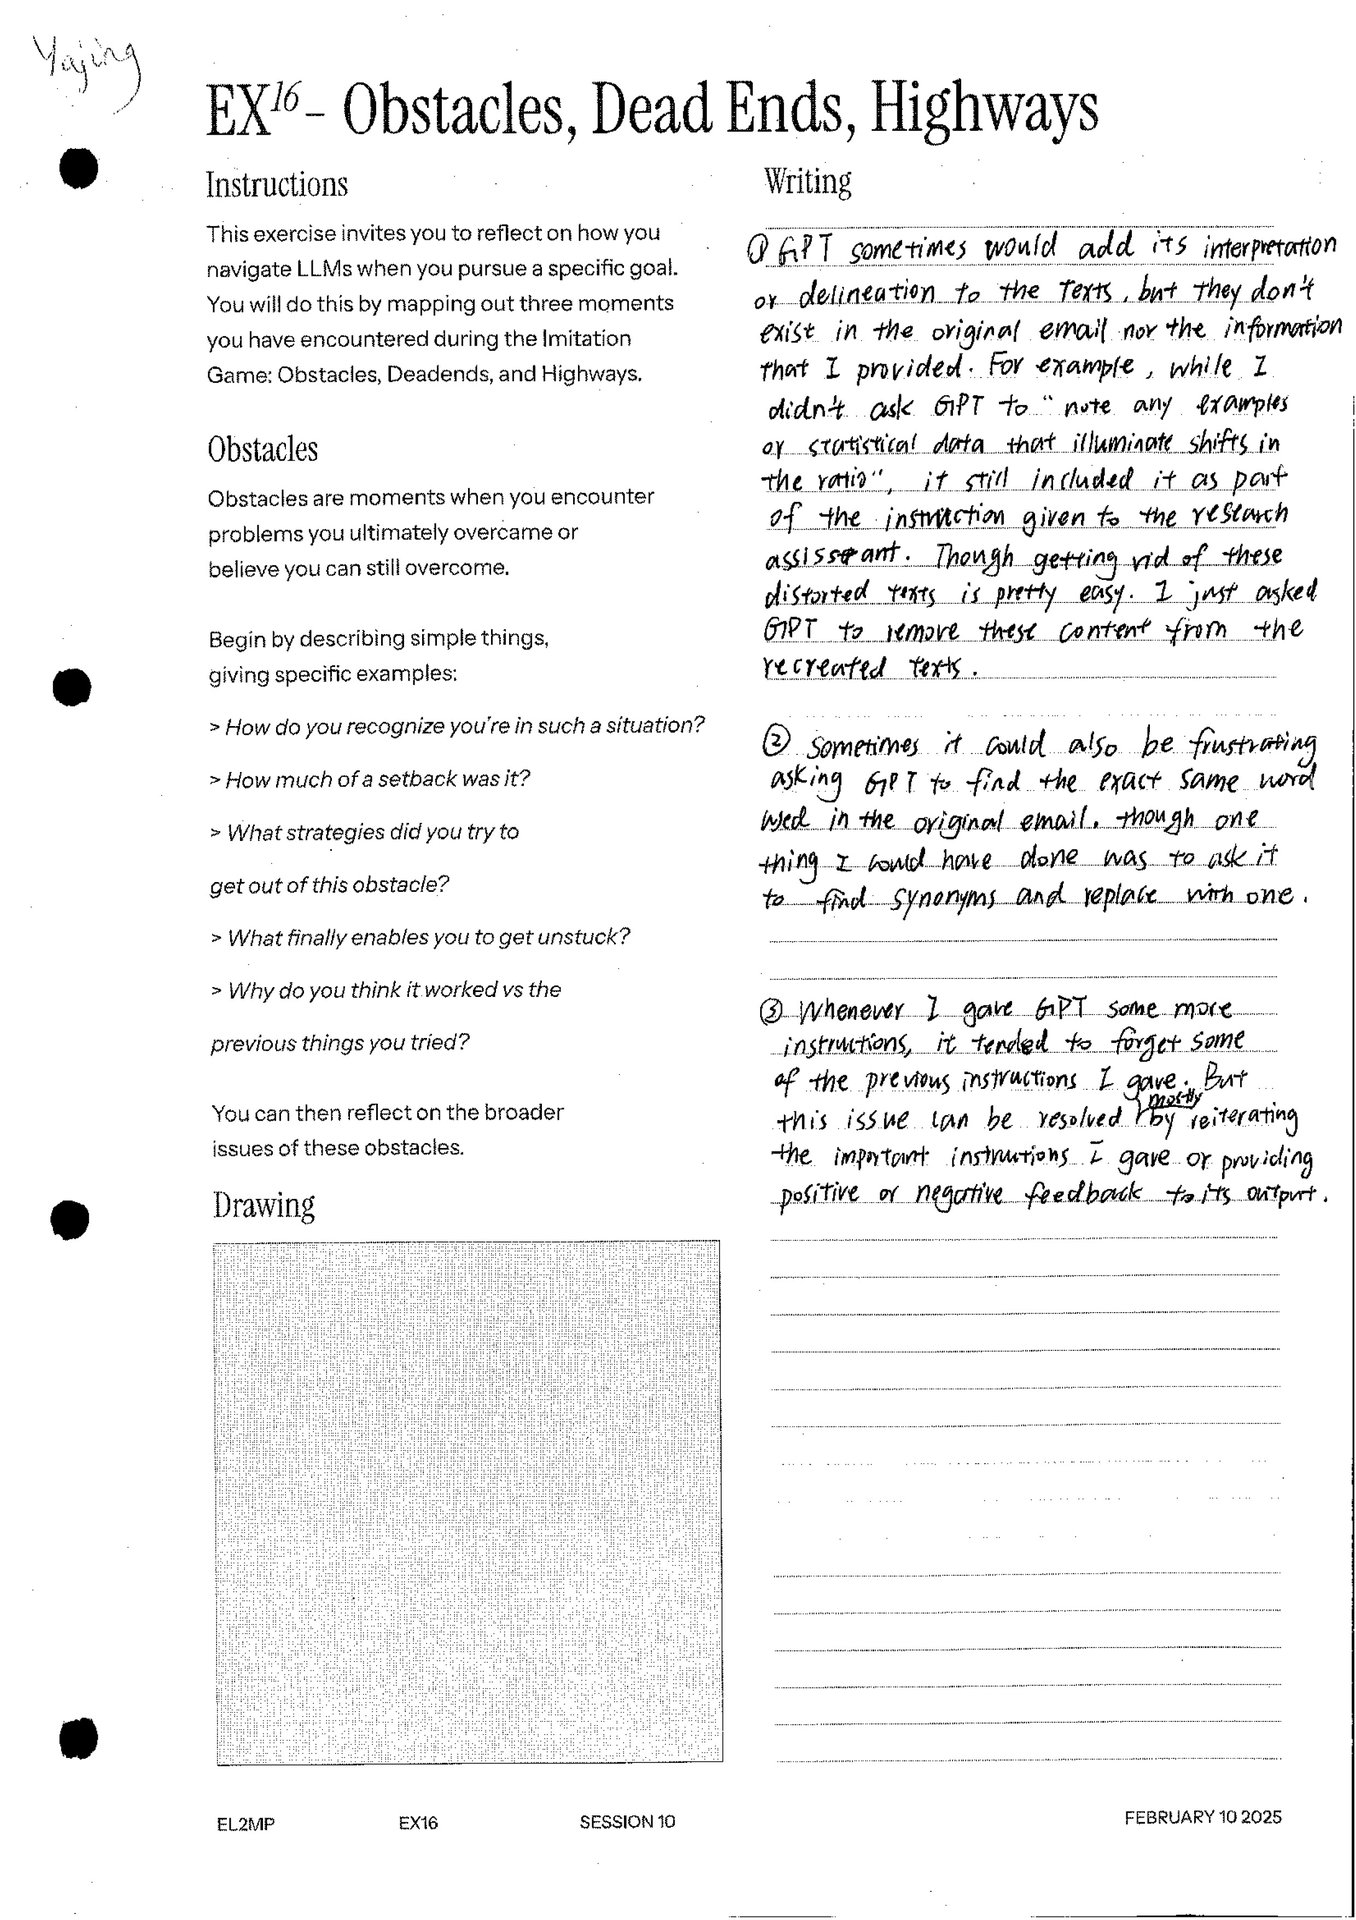 Yajing
EX16 - Obstacles, Dead Ends, Highways
Instructions
This exercise invites you to reflect on how you
navigate LLMs when you pursue a specific goal.
You will do this by mapping out three moments
you have encountered during the Imitation
Game: Obstacles, Deadends, and Highways.
Obstacles
Obstacles are moments when you encounter
problems you ultimately overcame or
believe you can still overcome.
Begin by describing simple things,
giving specific examples:
> How do you recognize you're in such a situation?
> How much of a setback was it?
> What strategies did you try to
get out of this obstacle?
> What finally enables you to get unstuck?
> Why do you think it worked vs the
previous things you tried?
You can then reflect on the broader
issues of these obstacles.
Drawing
Writing
① GPT sometimes would add its interpretation
or delineation to the texts, but they don't
exist in the original email nor the information
that I provided. For example, while I
didn't ask GPT to "note any examples
or statistical data that illuminate shifts in
the ratio", it still included it as part
of the instruction given to the research
assisstant. Though getting rid of these
distorted texts is pretty easy. I just asked
GPT to remove these content from the
recreated texts.
② Sometimes it could also be frustrating
asking GPT to find the exact same word
used in the original email. though one
thing I could have done was to ask it
to find synonyms and replace with one.
③ Whenever I gave GPT some more
instructions, it tended to forget some
of the previous instructions I gave. But
this issue can be resolved mostly by reiterating
the important instructions I gave or providing
positive or negative feedback to its output.
EL2MP EX16 SESSION 10 FEBRUARY 10 2025